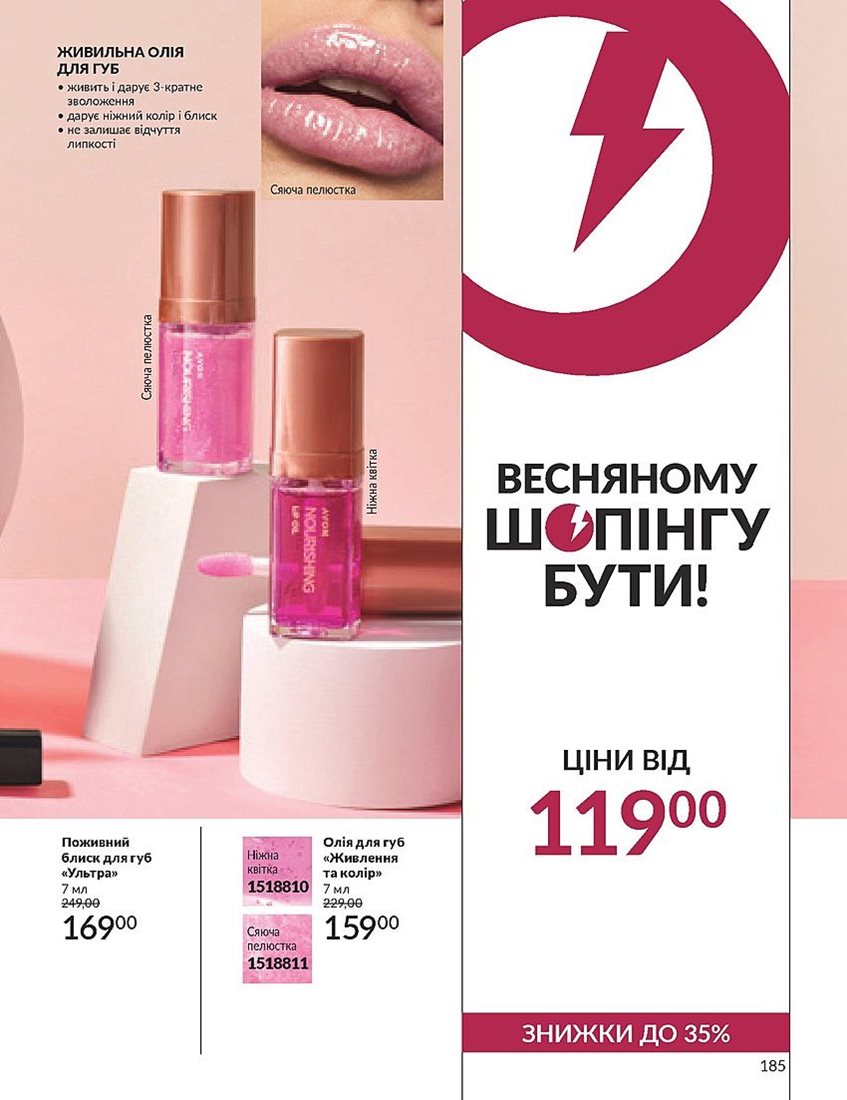 ЖИВИЛЬНА ОЛІЯ
ДЛЯ ГУБ
• живить і дарує 3-кратне
зволоження
• дарує ніжний колір і блиск
• не залишає відчуття
липкості
Сяюча пелюстка
Сяюча пелюстка
AVON
NOURISHING
Ніжна квітка
AVON
NOURISHING
LIP OIL
ВЕСНЯНОМУ
ШОПІНГУ
БУТИ!
ЦІНИ ВІД
11900
Поживний
блиск для губ
«Ультра»
7 мл
249,00
16900
Ніжна
квітка
1518810
Сяюча
пелюстка
1518811
Олія для губ
«Живлення
та колір»
7 мл
229,00
15900
ЗНИЖКИ ДО 35%
185